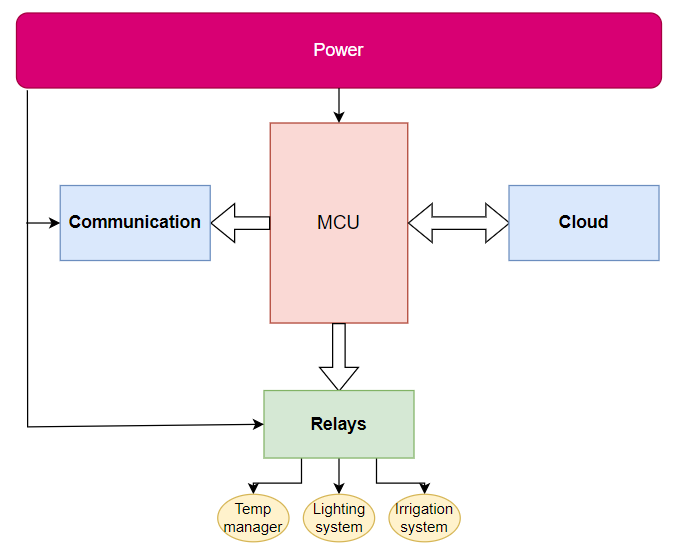 Power
Communication
MCU
Cloud
Relays
Temp
manager
Lighting
system
Irrigation
system